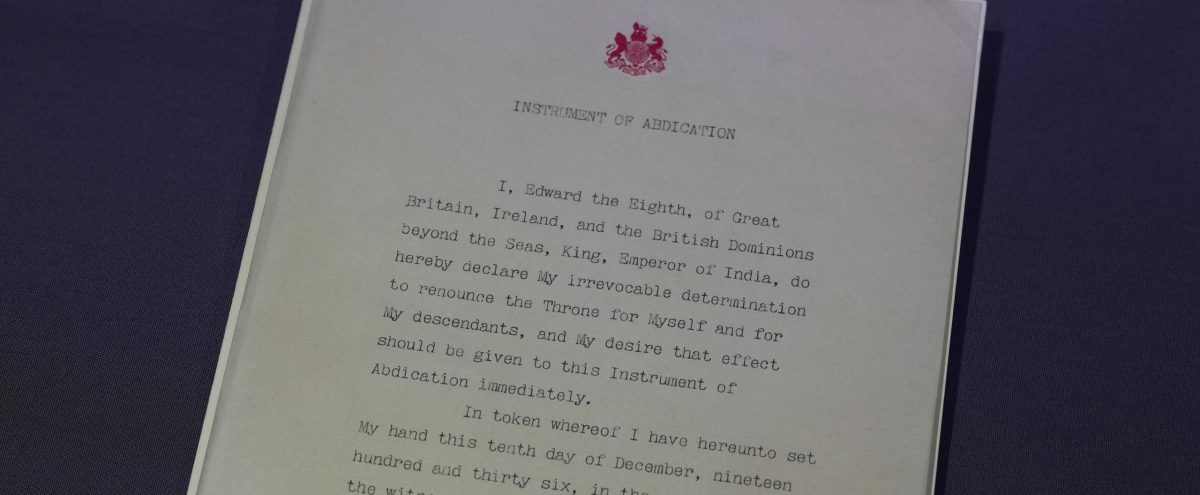 INSTRUMENT OF ABDICATION
I, Edward the Eighth, of Great
Britain, Ireland, and the British Dominions
beyond the Seas, King, Emperor of India, do
hereby declare My irrevocable determination
to renounce the Throne for Myself and for
My descendants, and My desire that effect
should be given to this Instrument of
Abdication immediately.
In token whereof I have hereunto set
My hand this tenth day of December, nineteen
hundred and thirty six, in the
the